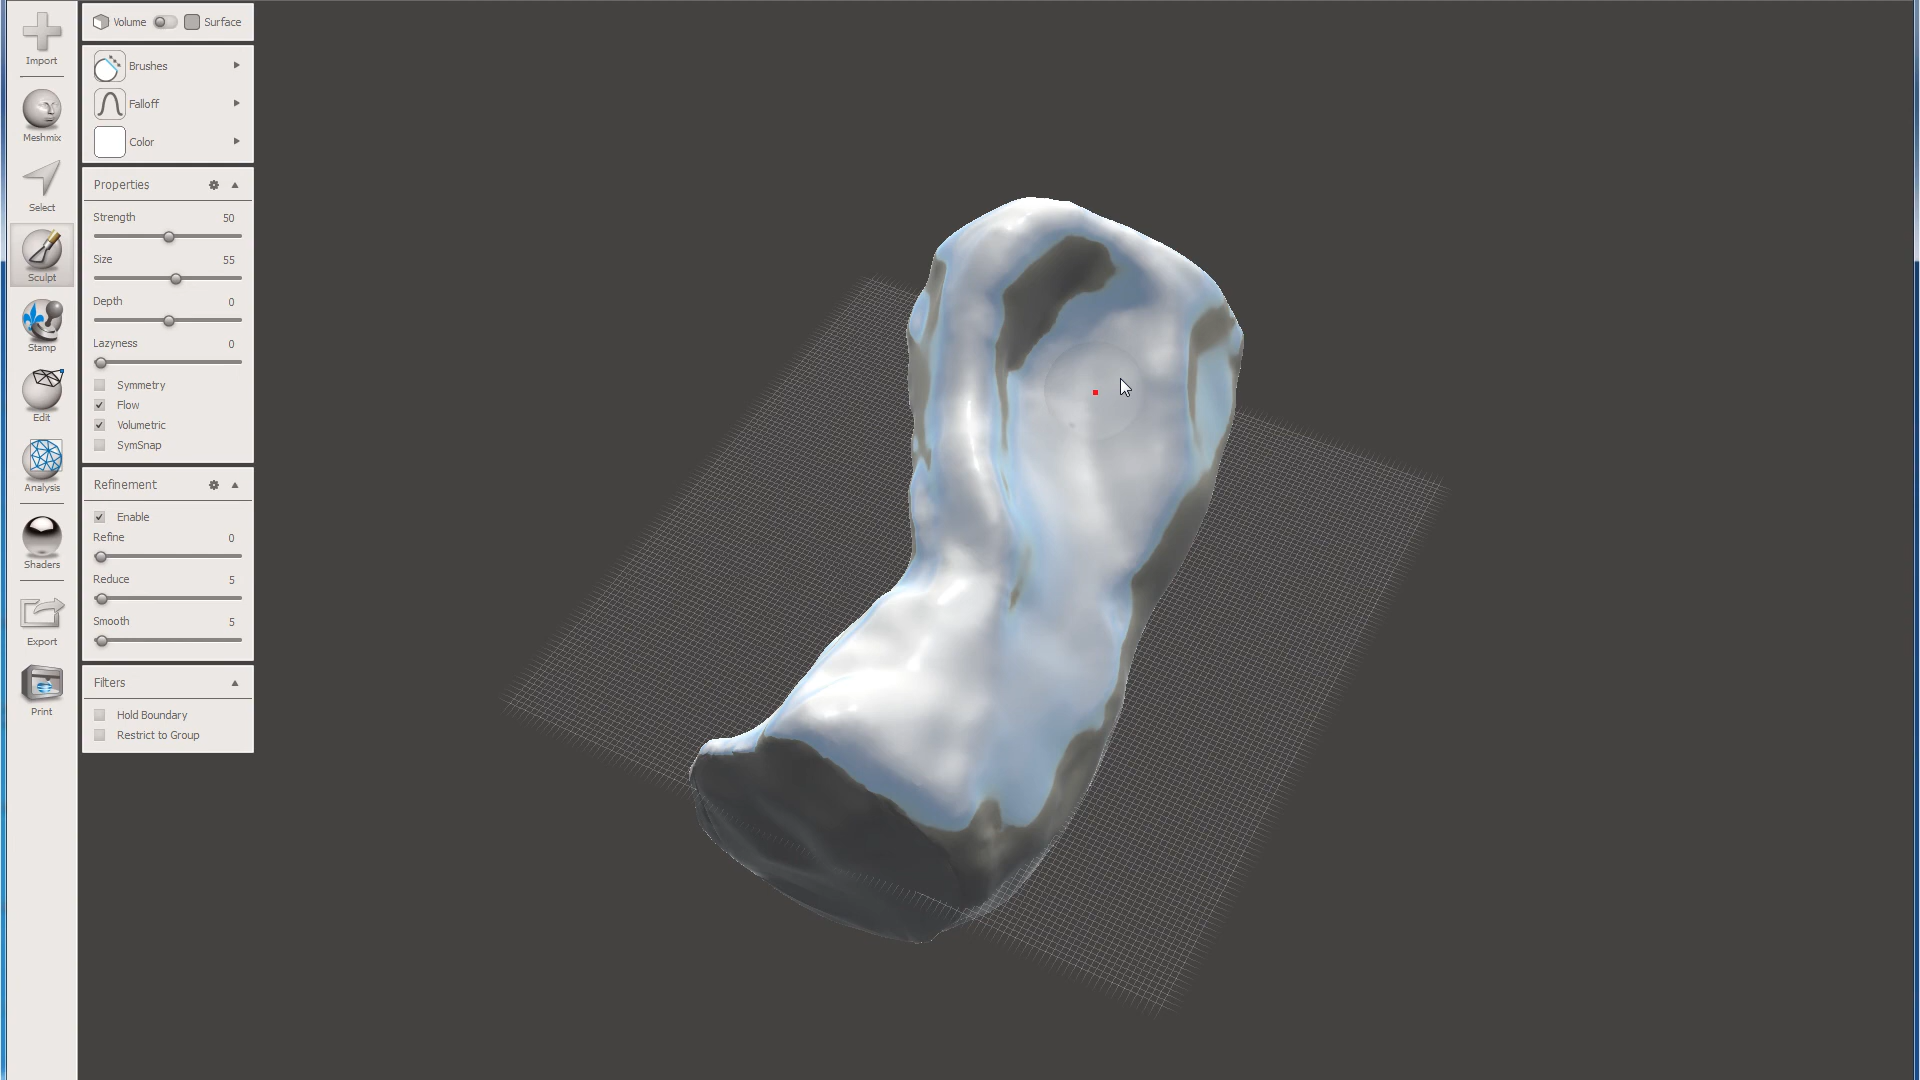 Import
Meshmix
Select
Sculpt
Stamp
Edit
Analysis
Shaders
Export
Print
Volume Surface
Brushes
Falloff
Color
Properties
Strength 50
Size 55
Depth 0
Lazyness 0
Symmetry
Flow
Volumetric
SymSnap
Refinement
Enable
Refine 0
Reduce 5
Smooth 5
Filters
Hold Boundary
Restrict to Group